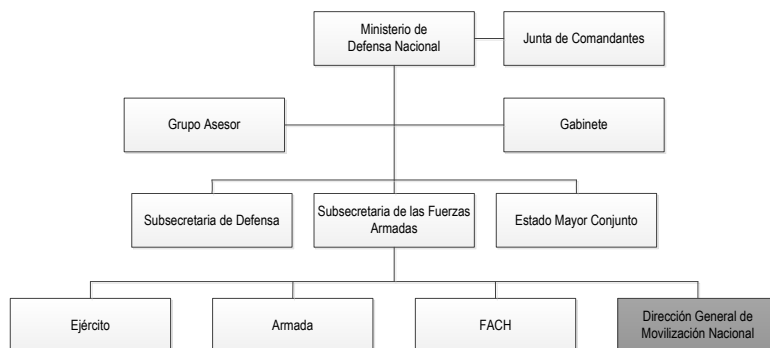 Ministerio de
Defensa Nacional
Junta de Comandantes
Grupo Asesor
Gabinete
Subsecretaria de Defensa
Subsecretaria de las Fuerzas
Armadas
Estado Mayor Conjunto
Ejército
Armada
FACH
Dirección General de
Movilización Nacional